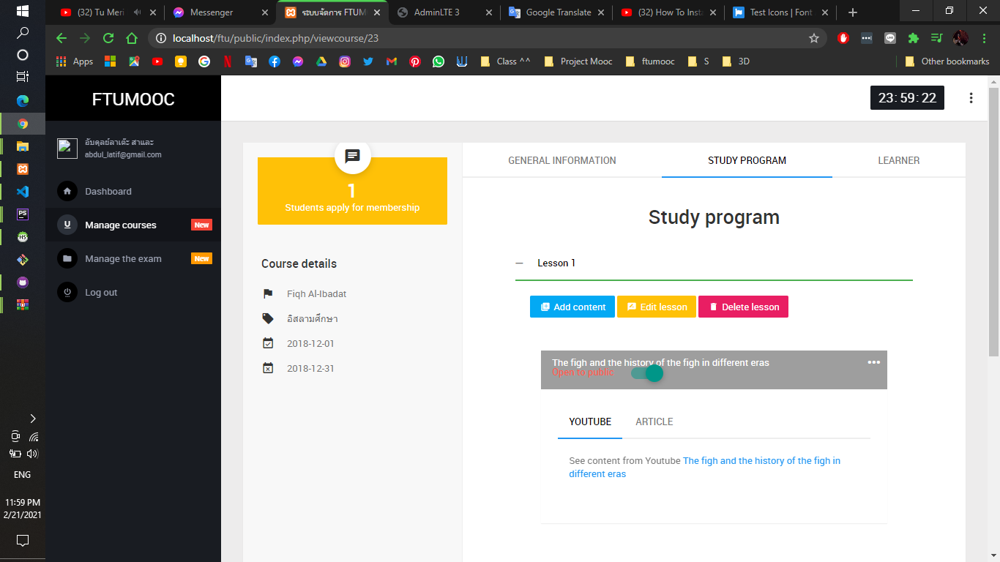 (32) Tu Meri
Messenger
ระบบจัดการ FTUM
AdminLTE 3
Google Translate
(32) How To Insta
Test Icons | Font
localhost/ftu/public/index.php/viewcourse/23
Apps
Class ^^
Project Mooc
ftumooc
S
3D
Other bookmarks
FTUMOOC
23:59:22
อับดุลย์ลาเต๊ะ สาและ
abdul_latif@gmail.com
Dashboard
Manage courses
New
Manage the exam
New
Log out
1
Students apply for membership
Course details
Fiqh Al-Ibadat
อิสลามศึกษา
2018-12-01
2018-12-31
GENERAL INFORMATION
STUDY PROGRAM
LEARNER
Study program
Lesson 1
Add content
Edit lesson
Delete lesson
The figh and the history of the figh in different eras
Open to public
YOUTUBE
ARTICLE
See content from Youtube The figh and the history of the figh in
different eras
ENG
11:59 PM
2/21/2021